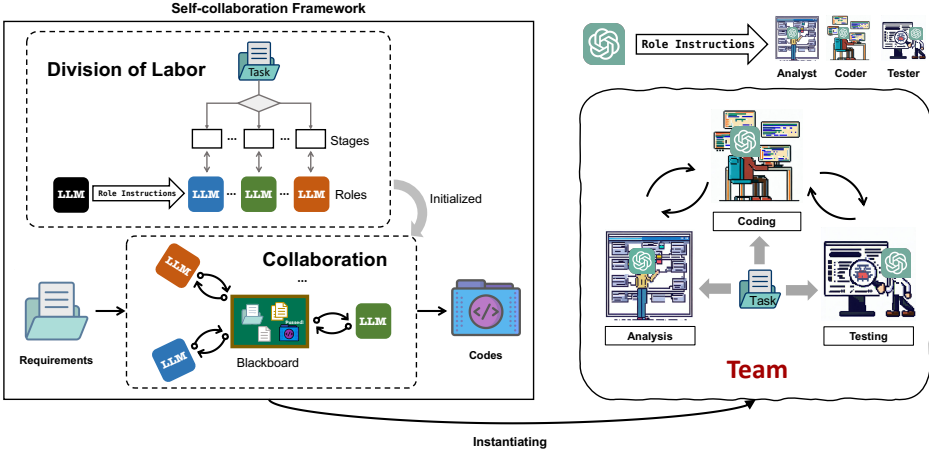 Self-collaboration Framework
Division of Labor
Task
... ...
Stages
LLM
Role Instructions
LLM ... LLM ... LLM
Roles
Initialized
Collaboration
...
LLM
LLM
LLM
Passed!
</>
Blackboard
Requirements
</>
Codes
Role Instructions
Analyst Coder Tester
Coding
Task
Analysis
Testing
Team
Instantiating